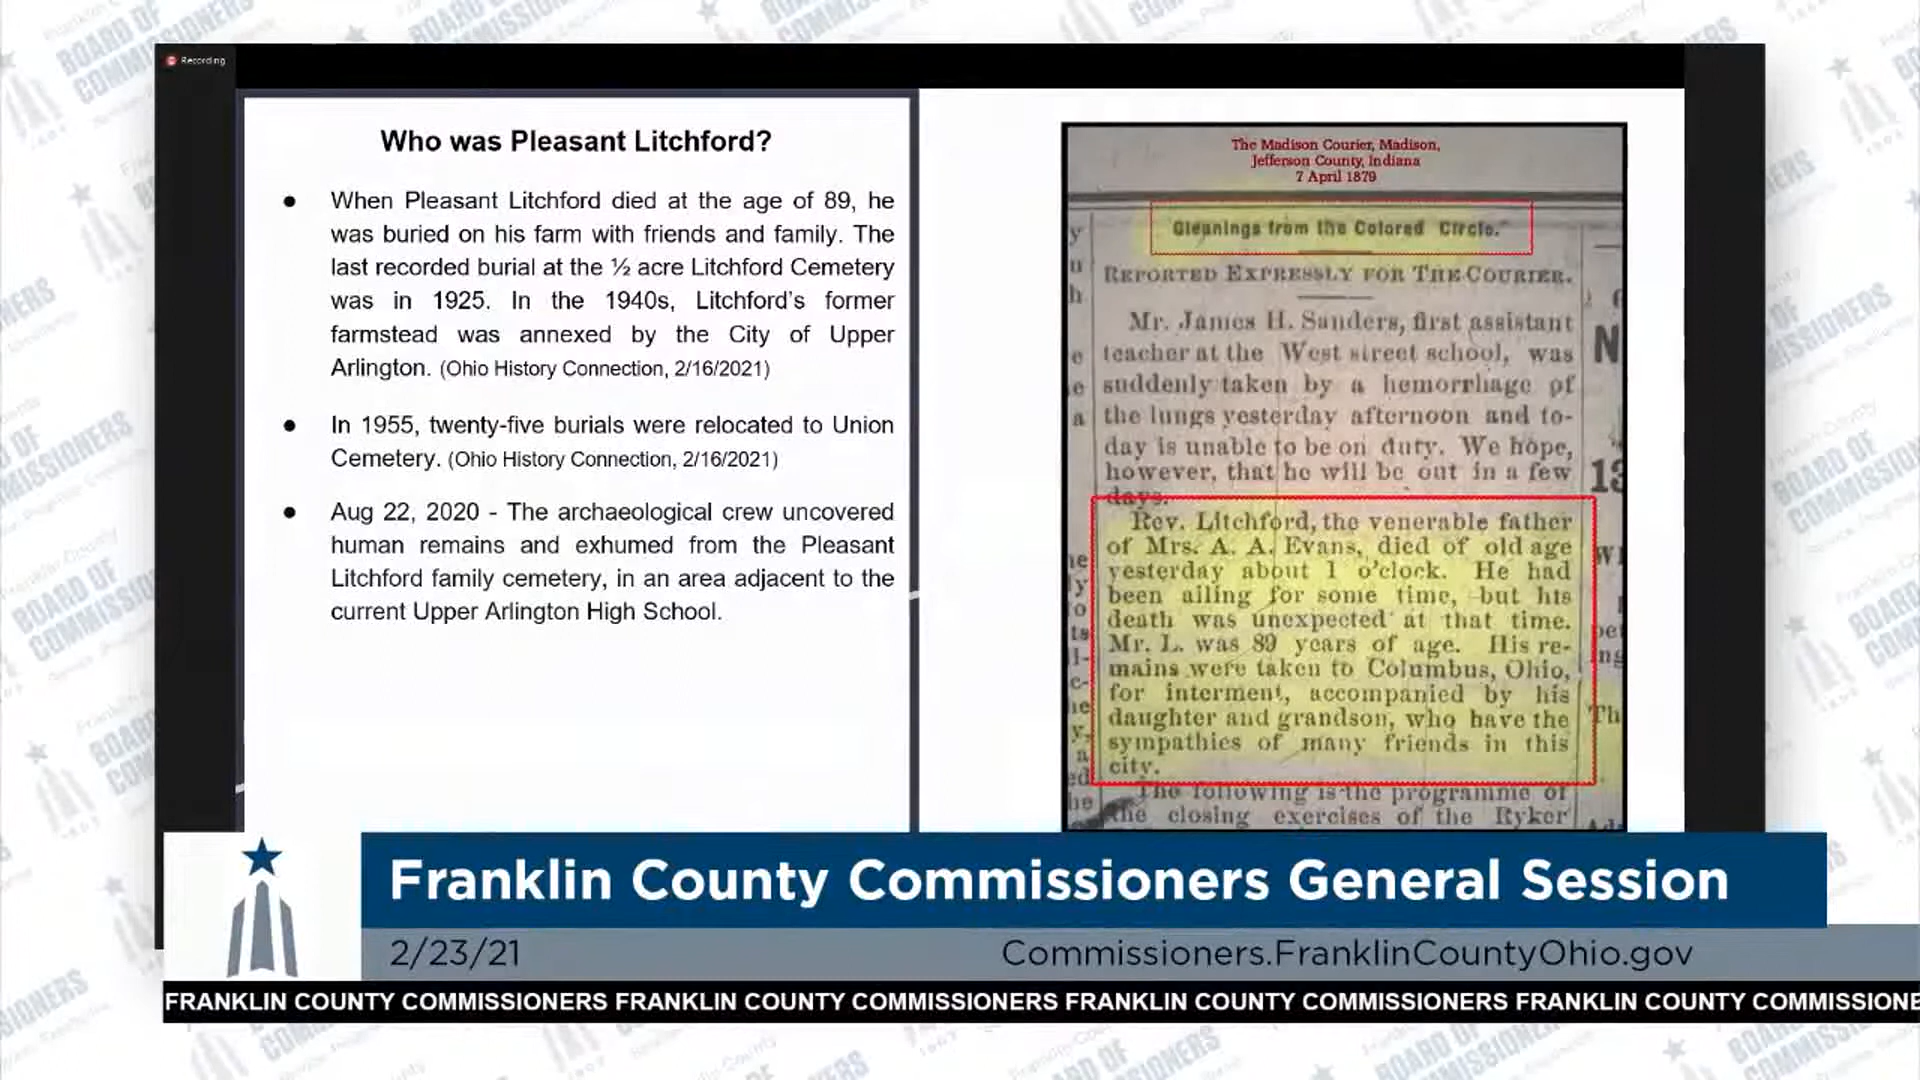 Recording
Who was Pleasant Litchford?
● When Pleasant Litchford died at the age of 89, he
was buried on his farm with friends and family. The
last recorded burial at the ½ acre Litchford Cemetery
was in 1925. In the 1940s, Litchford's former
farmstead was annexed by the City of Upper
Arlington. (Ohio History Connection, 2/16/2021)
● In 1955, twenty-five burials were relocated to Union
Cemetery. (Ohio History Connection, 2/16/2021)
● Aug 22, 2020 - The archaeological crew uncovered
human remains and exhumed from the Pleasant
Litchford family cemetery, in an area adjacent to the
current Upper Arlington High School.
The Madison Courier, Madison,
Jefferson County, Indiana
7 April 1879
Gleanings from the Colored Circle."
REPORTED EXPRESSLY FOR THE COURIER.
Mr. James H. Sanders, first assistant
teacher at the West street school, was
suddenly taken by a hemorrhage of
the lungs yesterday afternoon and to-
day is unable to be on duty. We hope,
however, that he will be out in a few
days.
Rev. Litchford, the venerable father
of Mrs. A. A. Evans, died of old age
yesterday about 1 o'clock. He had
been ailing for some time, but his
death was unexpected at that time.
Mr. L. was 89 years of age. His re-
mains were taken to Columbus, Ohio,
for interment, accompanied by his
daughter and grandson, who have the
sympathies of many friends in this
city.
The following is the programme of
the closing exercises of the Ryker
Franklin County Commissioners General Session
2/23/21 Commissioners.FranklinCountyOhio.gov
FRANKLIN COUNTY COMMISSIONERS FRANKLIN COUNTY COMMISSIONERS FRANKLIN COUNTY COMMISSIONERS FRANKLIN COUNTY COMMISSIONE
BOARD OF
COMMISSIONERS